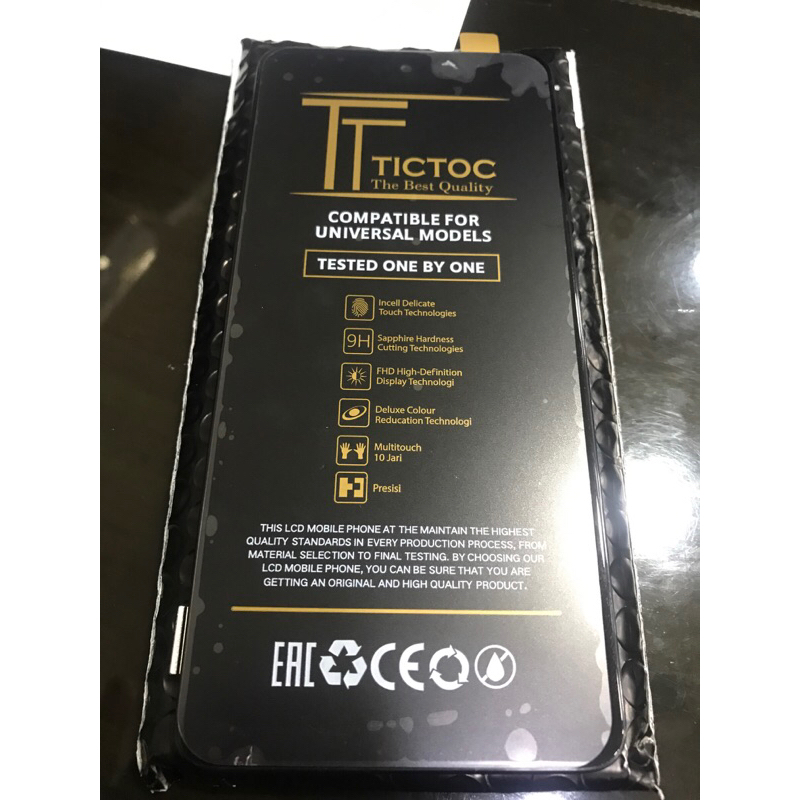 TT
TICTOC
The Best Quality
COMPATIBLE FOR
UNIVERSAL MODELS
TESTED ONE BY ONE
Incell Delicate
Touch Technologies
9H
Sapphire Hardness
Cutting Technologies
FHD High-Definition
Display Technologi
Deluxe Colour
Reducation Technologi
Multitouch
10 Jari
Presisi
THIS LCD MOBILE PHONE AT THE MAINTAIN THE HIGHEST
QUALITY STANDARDS IN EVERY PRODUCTION PROCESS, FROM
MATERIAL SELECTION TO FINAL TESTING. BY CHOOSING OUR
LCD MOBILE PHONE, YOU CAN BE SURE THAT YOU ARE
GETTING AN ORIGINAL AND HIGH QUALITY PRODUCT.
EAC CE